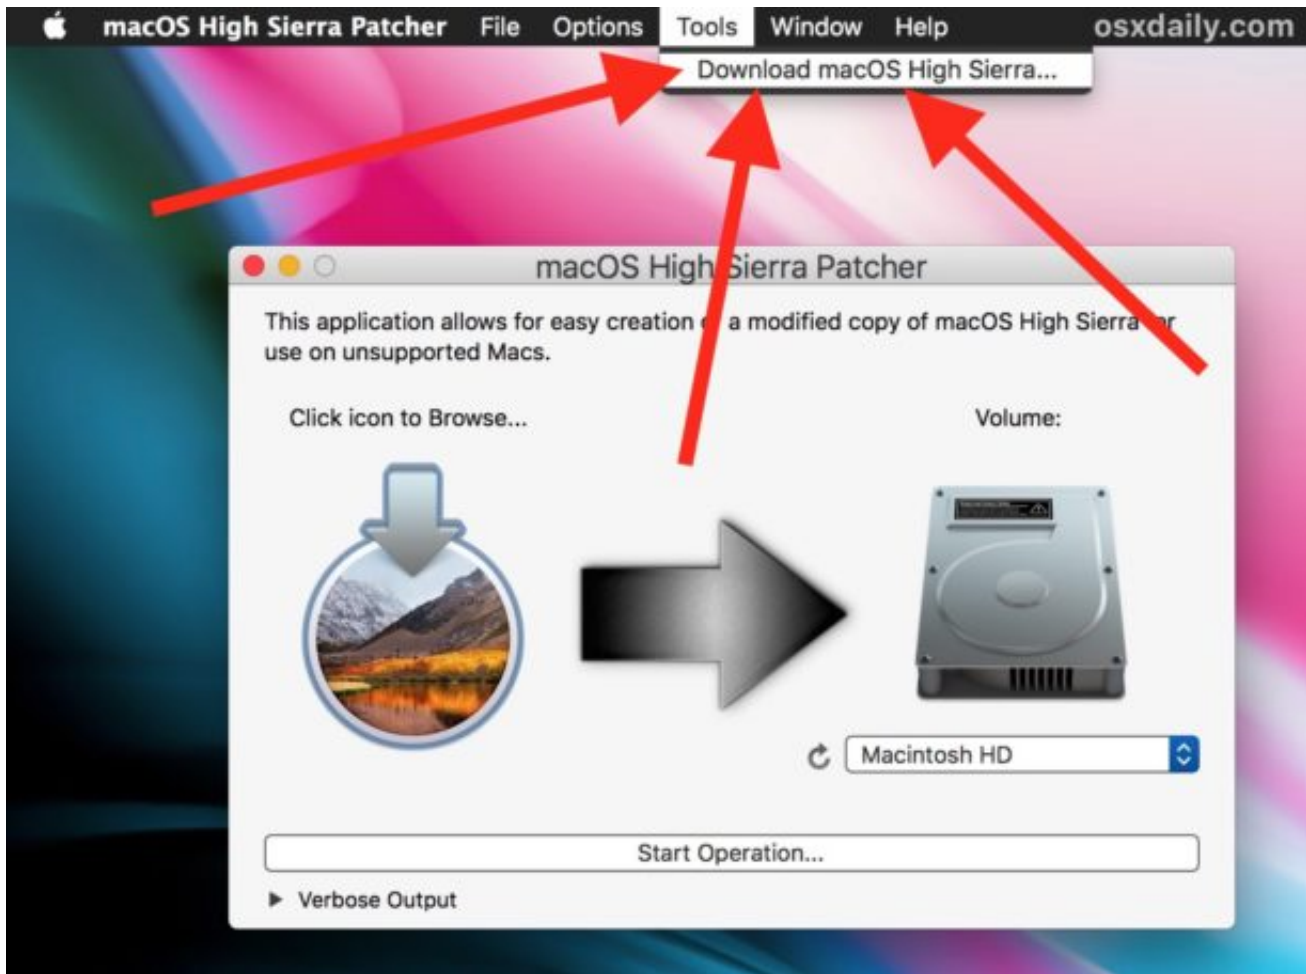 macOS High Sierra Patcher File Options Tools Window Help osxdaily.com
Download macOS High Sierra...
macOS High Sierra Patcher
This application allows for easy creation a modified copy of macOS High Sierra
use on unsupported Macs.
Click icon to Browse...
Volume:
Macintosh HD
Start Operation...
Verbose Output